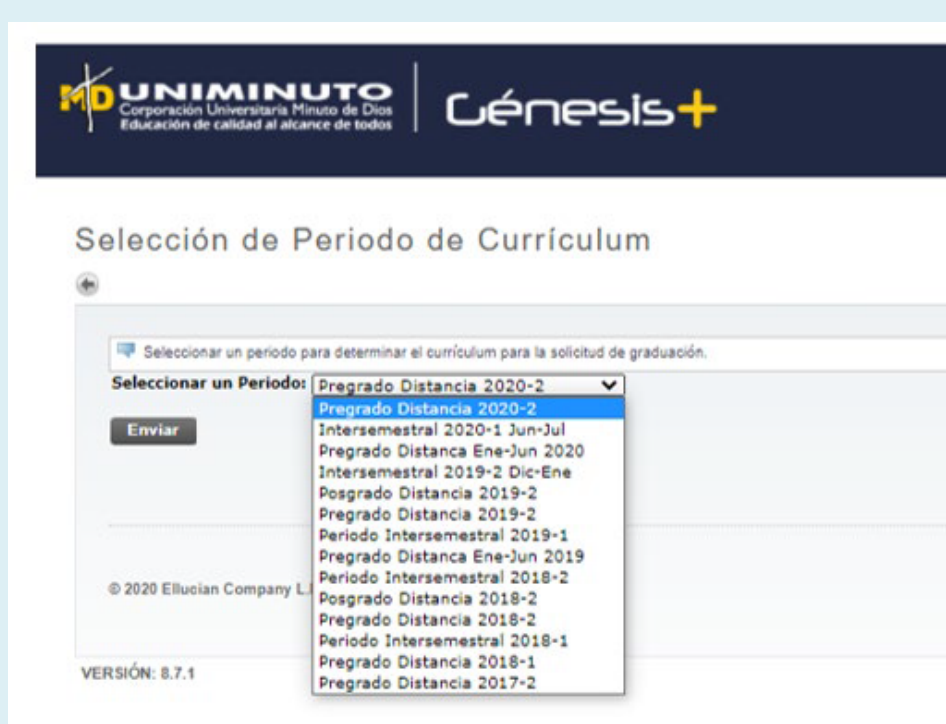 MD UNIMINUTO
Corporación Universitaria Minuto de Dios
Educación de calidad al alcance de todos
Génesis+
Selección de Periodo de Currículum
Seleccionar un periodo para determinar el currículum para la solicitud de graduación.
Seleccionar un Periodo: Pregrado Distancia 2020-2
Enviar
Pregrado Distancia 2020-2
Intersemestral 2020-1 Jun-Jul
Pregrado Distanca Ene-Jun 2020
Intersemestral 2019-2 Dic-Ene
Posgrado Distancia 2019-2
Pregrado Distancia 2019-2
Periodo Intersemestral 2019-1
Pregrado Distanca Ene-Jun 2019
Periodo Intersemestral 2018-2
Posgrado Distancia 2018-2
Pregrado Distancia 2018-2
Periodo Intersemestral 2018-1
Pregrado Distancia 2018-1
Pregrado Distancia 2017-2
© 2020 Ellucian Company L.
VERSIÓN: 8.7.1